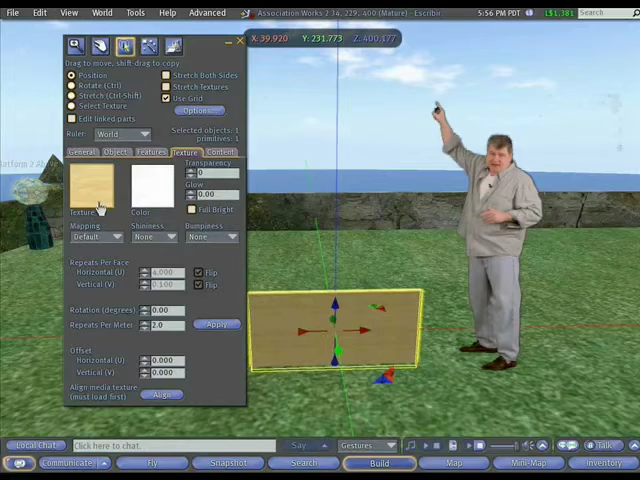 File Edit View World Tools Help Advanced Association Works 2 34, 229, 400 (Mature) - Escribir 5:56 PM PDT L$1,381 Search
X: 39.920 Y: 231.773 Z: 400.177
Drag to move, shift-drag to copy
Position
Rotate (Ctrl)
Stretch (Ctrl-Shift)
Select Texture
Edit linked parts
Stretch Both Sides
Stretch Textures
Use Grid
Options...
Ruler: World
Selected objects: 1
primitives: 1
General Object Features Texture Content
Texture
Color
Transparency
0
Glow
0.00
Full Bright
Mapping Shininess Bumpiness
Default None None
Repeats Per Face
Horizontal (U) 4.000 Flip
Vertical (V) 0.100 Flip
Rotation (degrees) 0.00
Repeats Per Meter 2.0 Apply
Offset
Horizontal (U) 0.000
Vertical (V) 0.000
Align media texture
(must load first) Align
Local Chat Click here to chat. Say Gestures Talk
Communicate Fly Snapshot Search Build Map Mini-Map Inventory